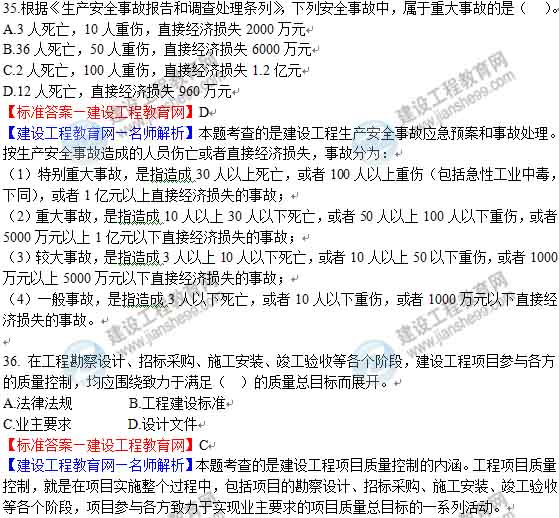 35.根据《生产安全事故报告和调查处理条列》，下列安全事故中，属于重大事故的是（　）。
A.3 人死亡，10 人重伤，直接经济损失 2000 万元
B.36 人死亡，50 人重伤，直接经济损失 6000 万元
C.2 人死亡，100 人重伤，直接经济损失 1.2 亿元
D.12 人死亡，直接经济损失 960 万元
【标准答案—建设工程教育网】D
【建设工程教育网—名师解析】本题考查的是建设工程生产安全事故应急预案和事故处理。
按生产安全事故造成的人员伤亡或者直接经济损失，事故分为：
（1）特别重大事故，是指造成 30 人以上死亡，或者 100 人以上重伤（包括急性工业中毒，
下同），或者 1 亿元以上直接经济损失的事故；
（2）重大事故，是指造成 10 人以上 30 人以下死亡，或者 50 人以上 100 人以下重伤，或者
5000 万元以上 1 亿元以下直接经济损失的事故；
（3）较大事故，是指造成 3 人以上 10 人以下死亡，或者 10 人以上 50 以下重伤，或者 1000
万元以上 5000 万元以下直接经济损失的事故；
（4）一般事故，是指造成 3 人以下死亡，或者 10 人以下重伤，或者 1000 万元以下直接经
济损失的事故。
36. 在工程勘察设计、招标采购、施工安装、竣工验收等各个阶段，建设工程项目参与各方
的质量控制，均应围绕致力于满足（　）的质量总目标而展开。
A.法律法规　B.工程建设标准
C.业主要求　D.设计文件
【标准答案—建设工程教育网】C
【建设工程教育网—名师解析】本题考查的是建设工程项目质量控制的内涵。工程项目质量
控制，就是在项目实施整个过程中，包括项目的勘察设计、招标采购、施工安装、竣工验收
等各个阶段，项目参与各方致力于实现业主要求的项目质量总目标的一系列活动。
建设工程教育网
www.jianshe99.com